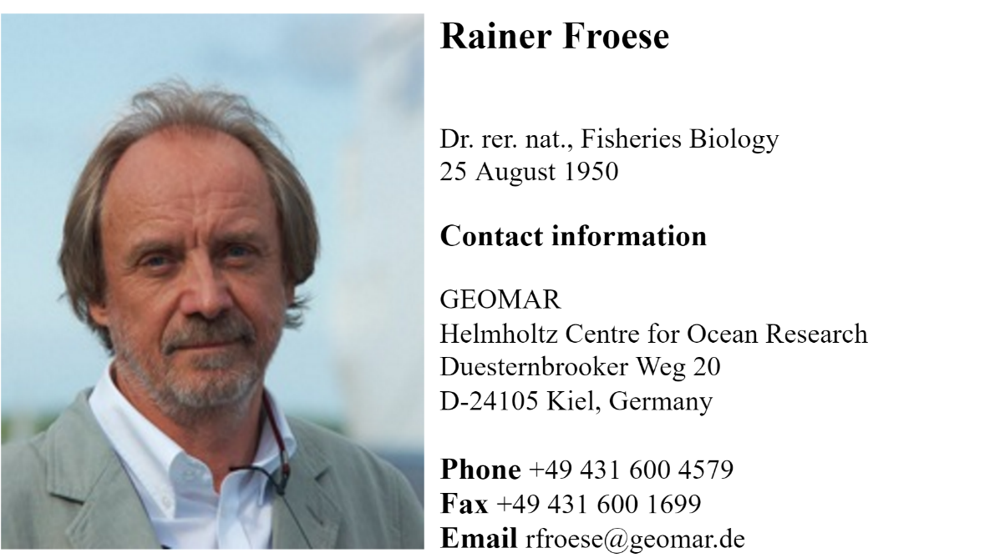 Rainer Froese
Dr. rer. nat., Fisheries Biology
25 August 1950
Contact information
GEOMAR
Helmholtz Centre for Ocean Research
Duesternbrooker Weg 20
D-24105 Kiel, Germany
Phone +49 431 600 4579
Fax +49 431 600 1699
Email rfroese@geomar.de